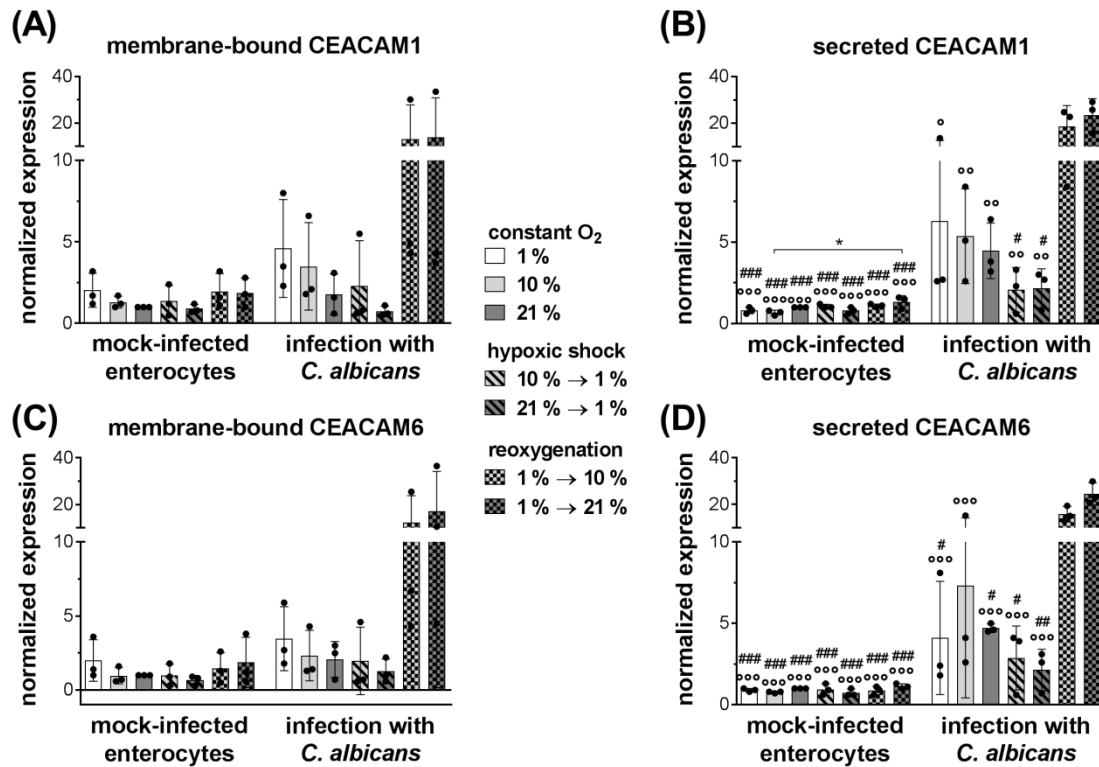 (A)
membrane-bound CEACAM1
normalized expression
40
20
10
5
0
mock-infected
enterocytes
infection with
C. albicans
(B)
secreted CEACAM1
normalized expression
40
20
10
5
0
*
### ### ### ### ### ### ###
°°° °°° °°° °°° °°° °°° °°°
° °° °° # #
°° °°
mock-infected
enterocytes
infection with
C. albicans
constant O₂
1 %
10 %
21 %
hypoxic shock
10 % → 1 %
21 % → 1 %
reoxygenation
1 % → 10 %
1 % → 21 %
(C)
membrane-bound CEACAM6
normalized expression
40
20
10
5
0
mock-infected
enterocytes
infection with
C. albicans
(D)
secreted CEACAM6
normalized expression
40
20
10
5
0
### ### ### ### ### ### ###
°°° °°° °°° °°° °°° °°° °°°
# °°° # # ##
°°° °°° °°° °°°
mock-infected
enterocytes
infection with
C. albicans